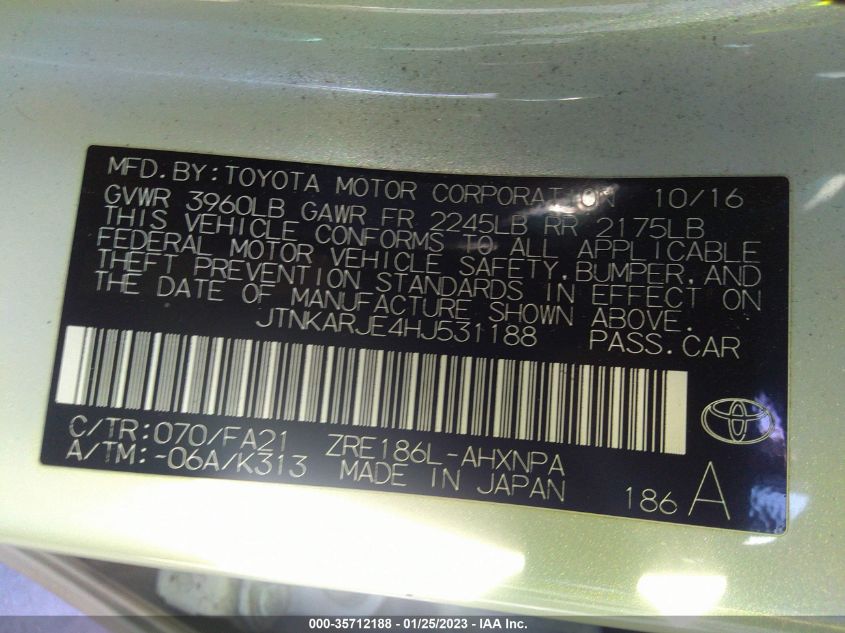 MFD.BY:TOYOTA MOTOR CORPORATION 10/16
GVWR 3960LB GAWR FR 2245LB RR 2175LB
THIS VEHICLE CONFORMS TO ALL APPLICABLE
FEDERAL MOTOR VEHICLE SAFETY,BUMPER,AND
THEFT PREVENTION STANDARDS IN EFFECT ON
THE DATE OF MANUFACTURE SHOWN ABOVE.
JTNKARJE4HJ531188 PASS.CAR
C/TR:070/FA21 ZRE186L-AHXNPA
A/TM:-06A/K313 MADE IN JAPAN
186 A
000-35712188 - 01/25/2023 - IAA Inc.